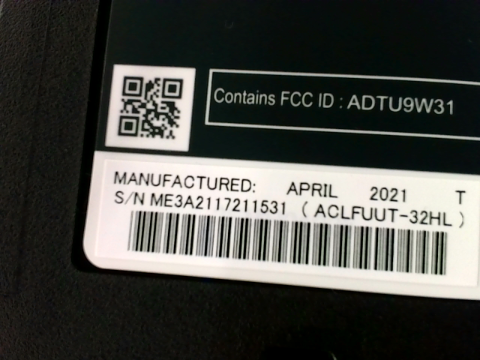 Contains FCC ID : ADTU9W31
MANUFACTURED: APRIL 2021 T
S/N ME3A2117211531 ( ACLFUUT-32HL )